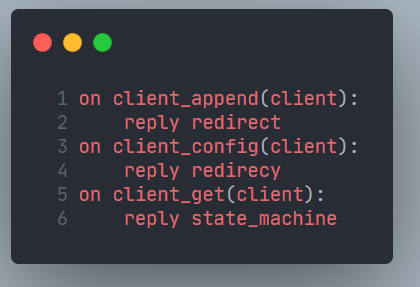 1 on client_append(client):
2     reply redirect
3 on client_config(client):
4     reply redirecy
5 on client_get(client):
6     reply state_machine